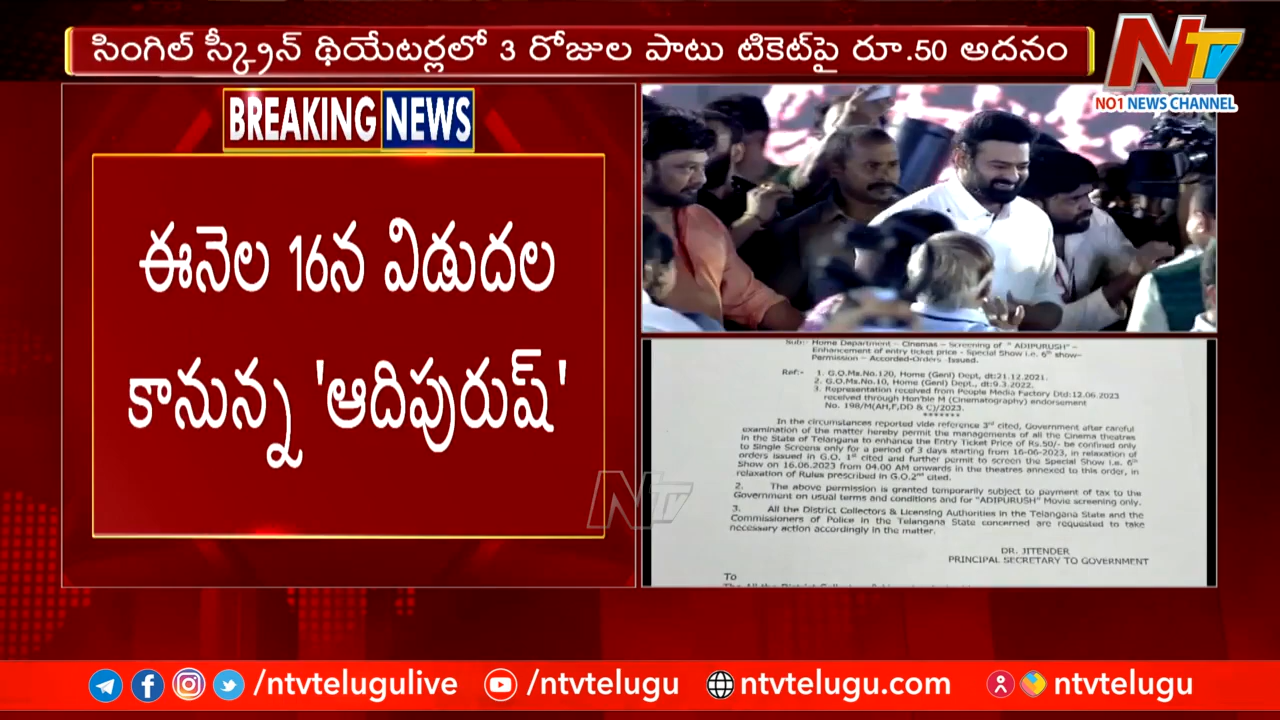 సింగిల్ స్క్రీన్ థియేటర్లలో 3 రోజుల పాటు టికెట్‌పై రూ.50 అదనం
NTV
NO1 NEWS CHANNEL
BREAKING NEWS
ఈనెల 16న విడుదల
కానున్న 'ఆదిపురుష్'
Sub:- Home Department – Cinemas – Screening of " ADIPURUSH" –
Enhancement of entry ticket price - Special Show i.e. 6th show–
Permission – Accorded-Orders Issued.
Ref:- 1. G.O.Ms.No.120, Home (Genl) Dept, dt:21.12.2021.
2. G.O.Ms.No.10, Home (Genl) Dept., dt:9.3.2022.
3. Representation received from People Media Factory Dtd:12.06.2023
received through Hon'ble M (Cinematography) endorsement
No. 198/M(AH,F,DD & C)/2023.
*******
In the circumstances reported vide reference 3rd cited, Government after careful
examination of the matter hereby permit the managements of all the Cinema theatres
in the State of Telangana to enhance the Entry Ticket Price of Rs.50/- be confined only
to Single Screens only for a period of 3 days starting from 16-06-2023, in relaxation of
orders issued in G.O. 1st cited and further permit to screen the Special Show i.e. 6th
Show on 16.06.2023 from 04.00 AM onwards in the theatres annexed to this order, in
relaxation of Rules prescribed in G.O.2nd cited.
2. The above permission is granted temporarily subject to payment of tax to the
Government on usual terms and conditions and for "ADIPURUSH" Movie screening only.
3. All the District Collectors & Licensing Authorities in the Telangana State and the
Commissioners of Police in the Telangana State concerned are requested to take
necessary action accordingly in the matter.
DR. JITENDER
PRINCIPAL SECRETARY TO GOVERNMENT
To
NTV
/ntvtelugulive
/ntvtelugu
ntvtelugu.com
ntvtelugu